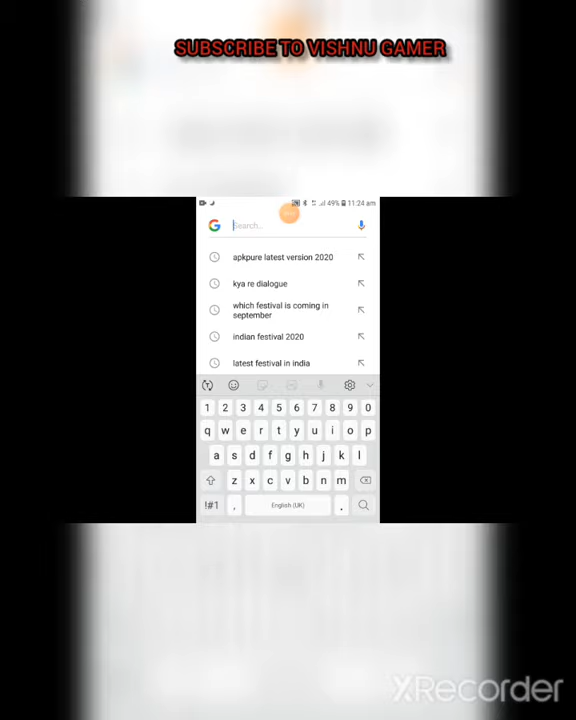 SUBSCRIBE TO VISHNU GAMER
49% 11:24 am
Search..
apkpure latest version 2020
kya re dialogue
which festival is coming in
september
indian festival 2020
latest festival in india
1 2 3 4 5 6 7 8 9 0
q w e r t y u i o p
a s d f g h j k l
z x c v b n m
!#1 , English (UK) .
XRecorder